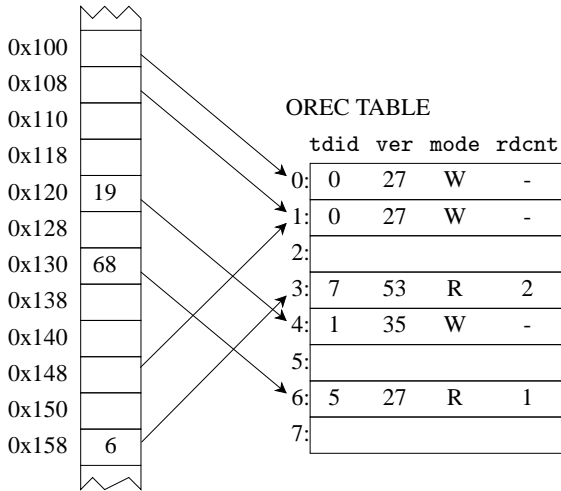 0x100
0x108
0x110
0x118
0x120 19
0x128
0x130 68
0x138
0x140
0x148
0x150
0x158 6
OREC TABLE
tdid ver mode rdcnt
0: 0 27 W -
1: 0 27 W -
2:
3: 7 53 R 2
4: 1 35 W -
5:
6: 5 27 R 1
7: